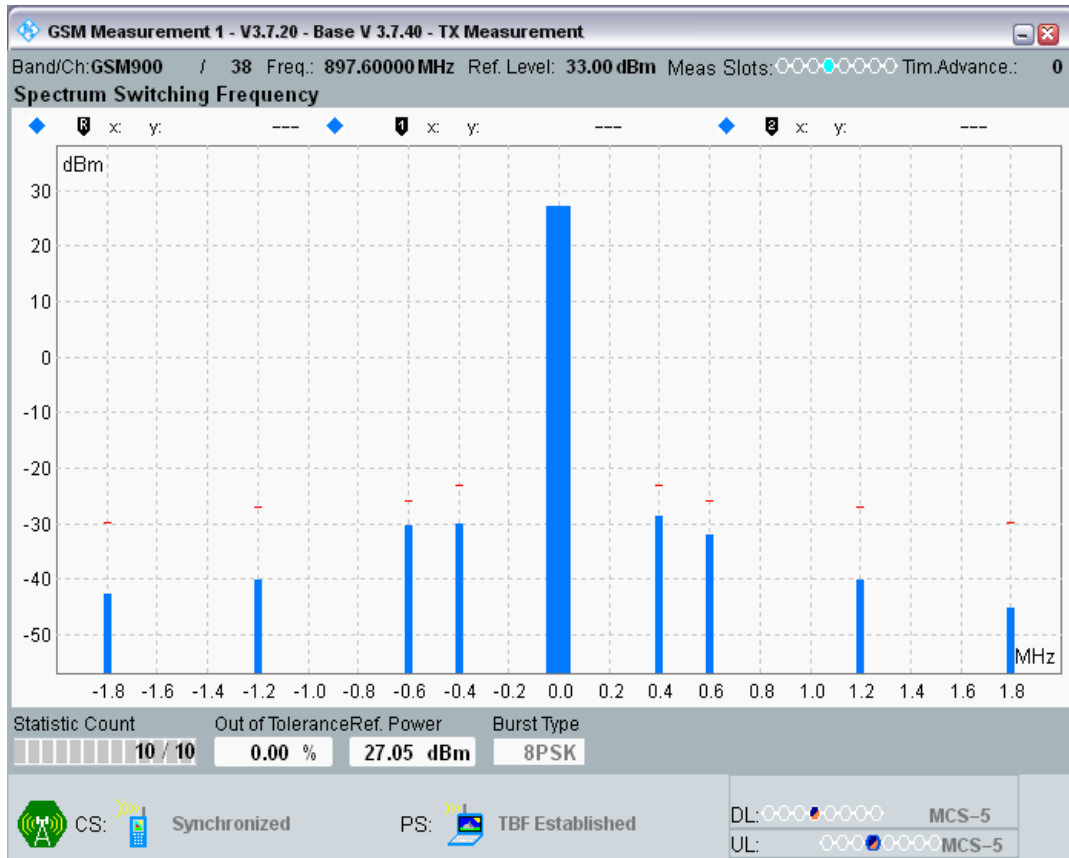 GSM Measurement 1 - V3.7.20 - Base V 3.7.40 - TX Measurement
Band/Ch:GSM900 / 38 Freq.: 897.60000 MHz Ref. Level: 33.00 dBm Meas Slots: Tim.Advance.: 0
Spectrum Switching Frequency
R x: y: --- 1 x: y: --- 2 x: y: ---
dBm
30
20
10
0
-10
-20
-30
-40
-50
MHz
-1.8 -1.6 -1.4 -1.2 -1.0 -0.8 -0.6 -0.4 -0.2 0.0 0.2 0.4 0.6 0.8 1.0 1.2 1.4 1.6 1.8
Statistic Count Out of Tolerance Ref. Power Burst Type
10 / 10 0.00 % 27.05 dBm 8PSK
CS: Synchronized PS: TBF Established DL: MCS-5
UL: MCS-5